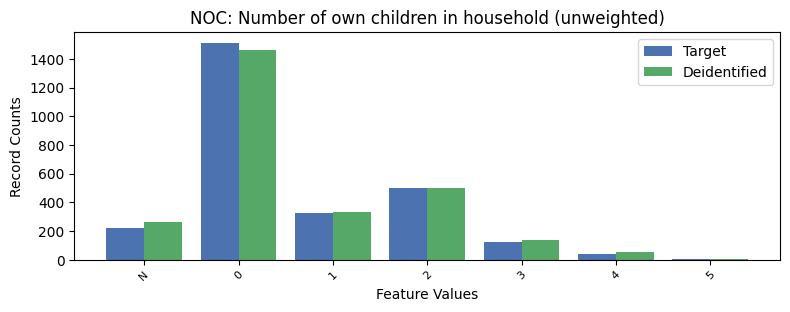 NOC: Number of own children in household (unweighted)
Target
Deidentified
Record Counts
1400
1200
1000
800
600
400
200
0
N 0 1 2 3 4 5
Feature Values